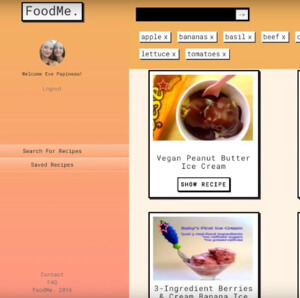 FoodMe.
Welcome Eve Papineau!
Logout
Search For Recipes
Saved Recipes
Contact
FAQ
FoodMe. 2016
apple x bananas x basil x beef x
lettuce x tomatoes x
Vegan Peanut Butter
Ice Cream
SHOW RECIPE
Baby's First Ice Cream
3-Ingredient Berries
& Cream Banana Ice